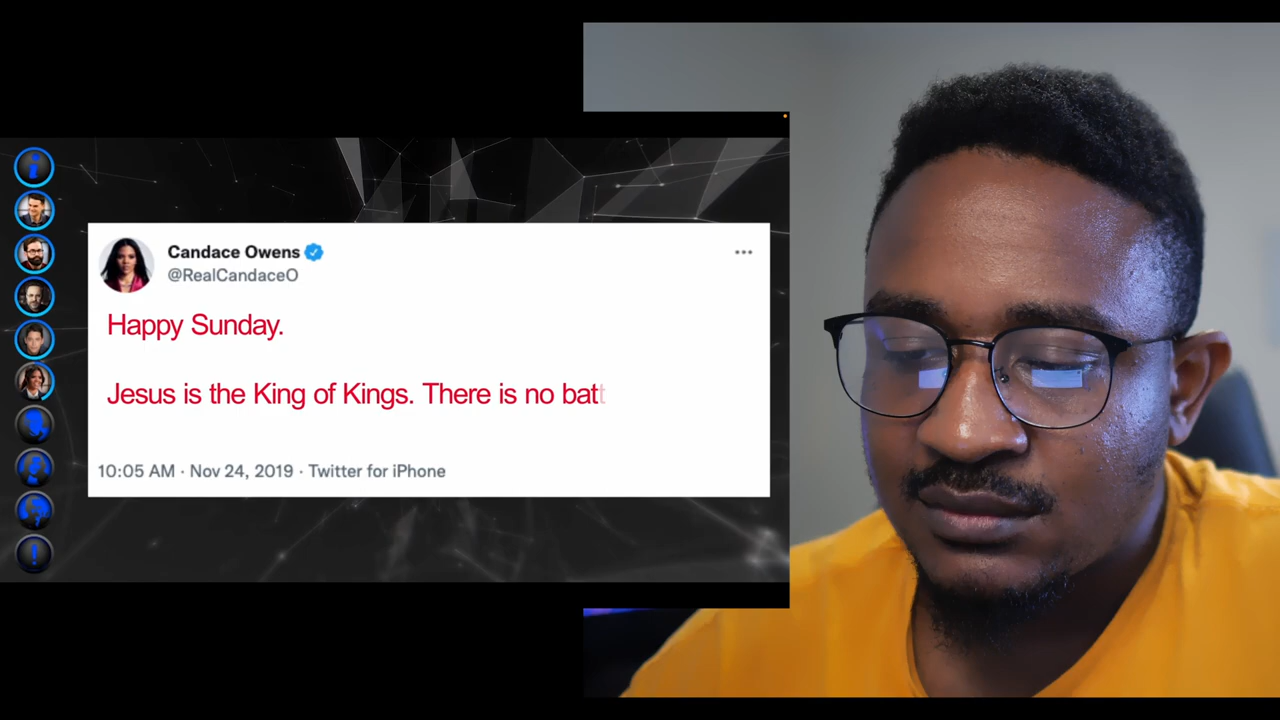 Candace Owens
@RealCandaceO
Happy Sunday.
Jesus is the King of Kings. There is no batt
10:05 AM · Nov 24, 2019 · Twitter for iPhone